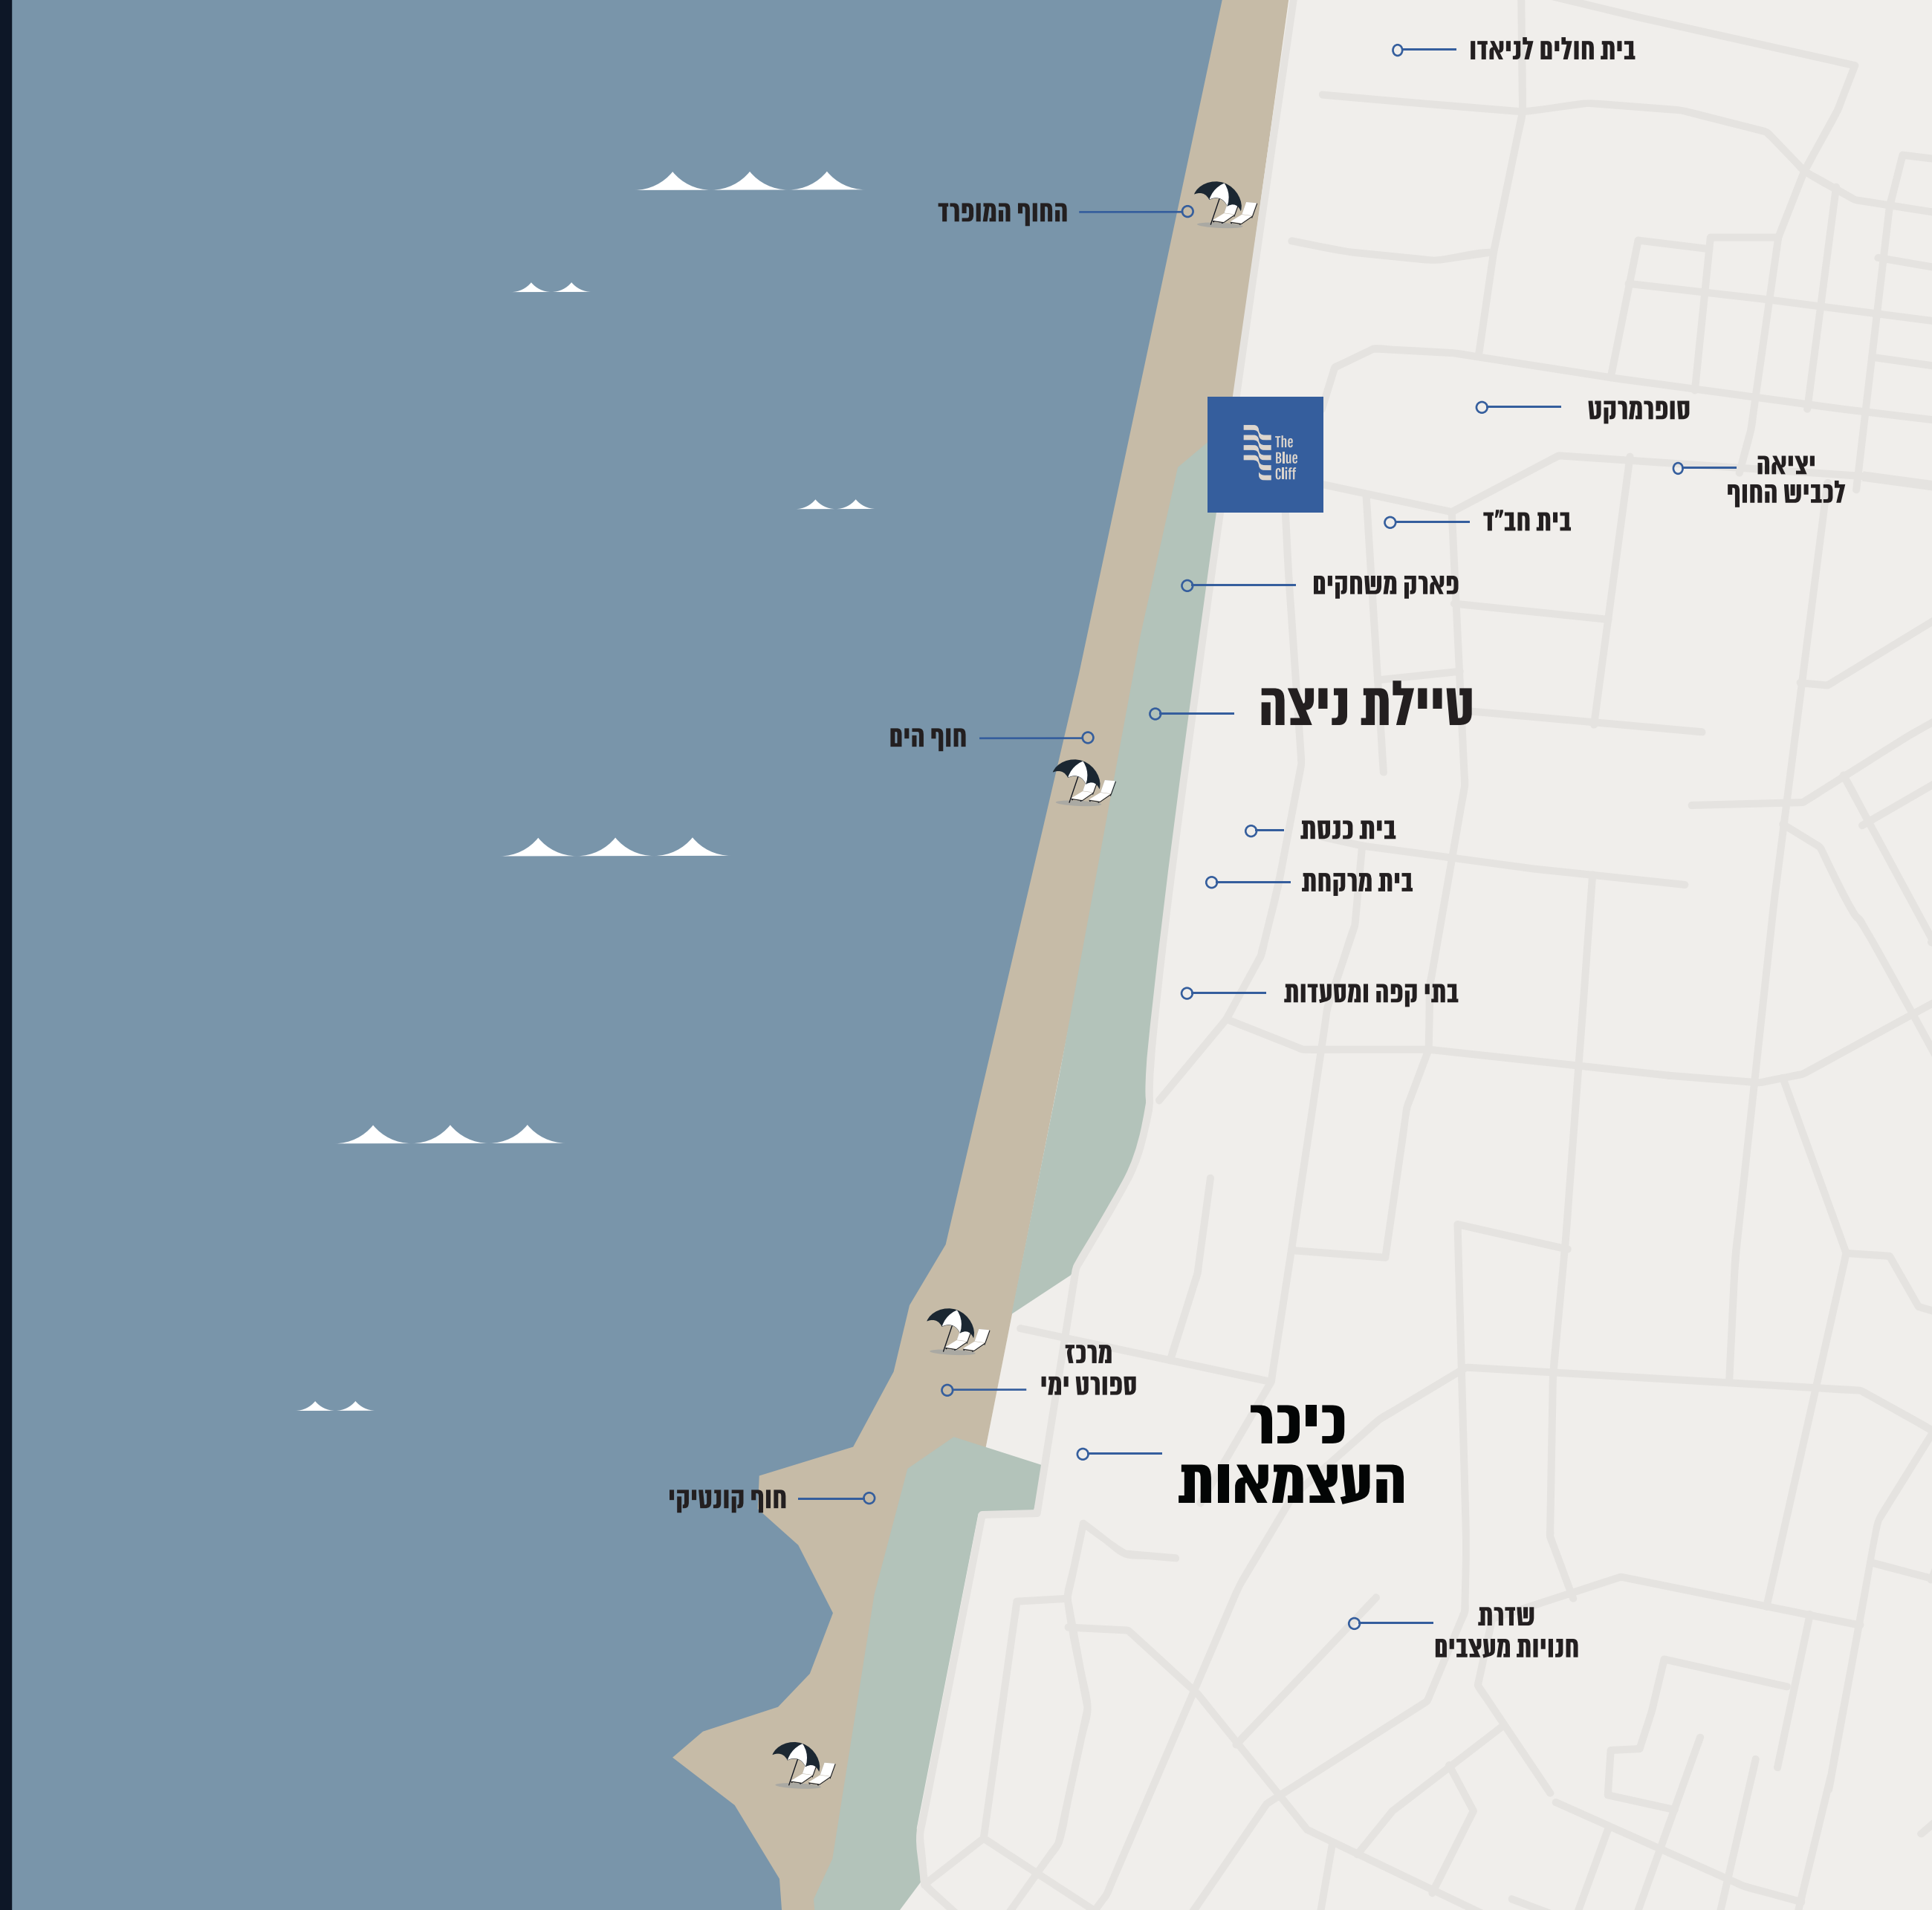 בית חולים לניאדו
החוף המופרד
סופרמרקט
The
Blue
Cliff
יציאה
לכביש החוף
בית חב"ד
פארק משחקים
טיילת ניצה
חוף הים
בית כנסת
בית מרקחת
בתי קפה ומסעדות
מרכז
ספורט ימי
כיכר
העצמאות
חוף קונטיקי
שדרת
חנויות מעצבים